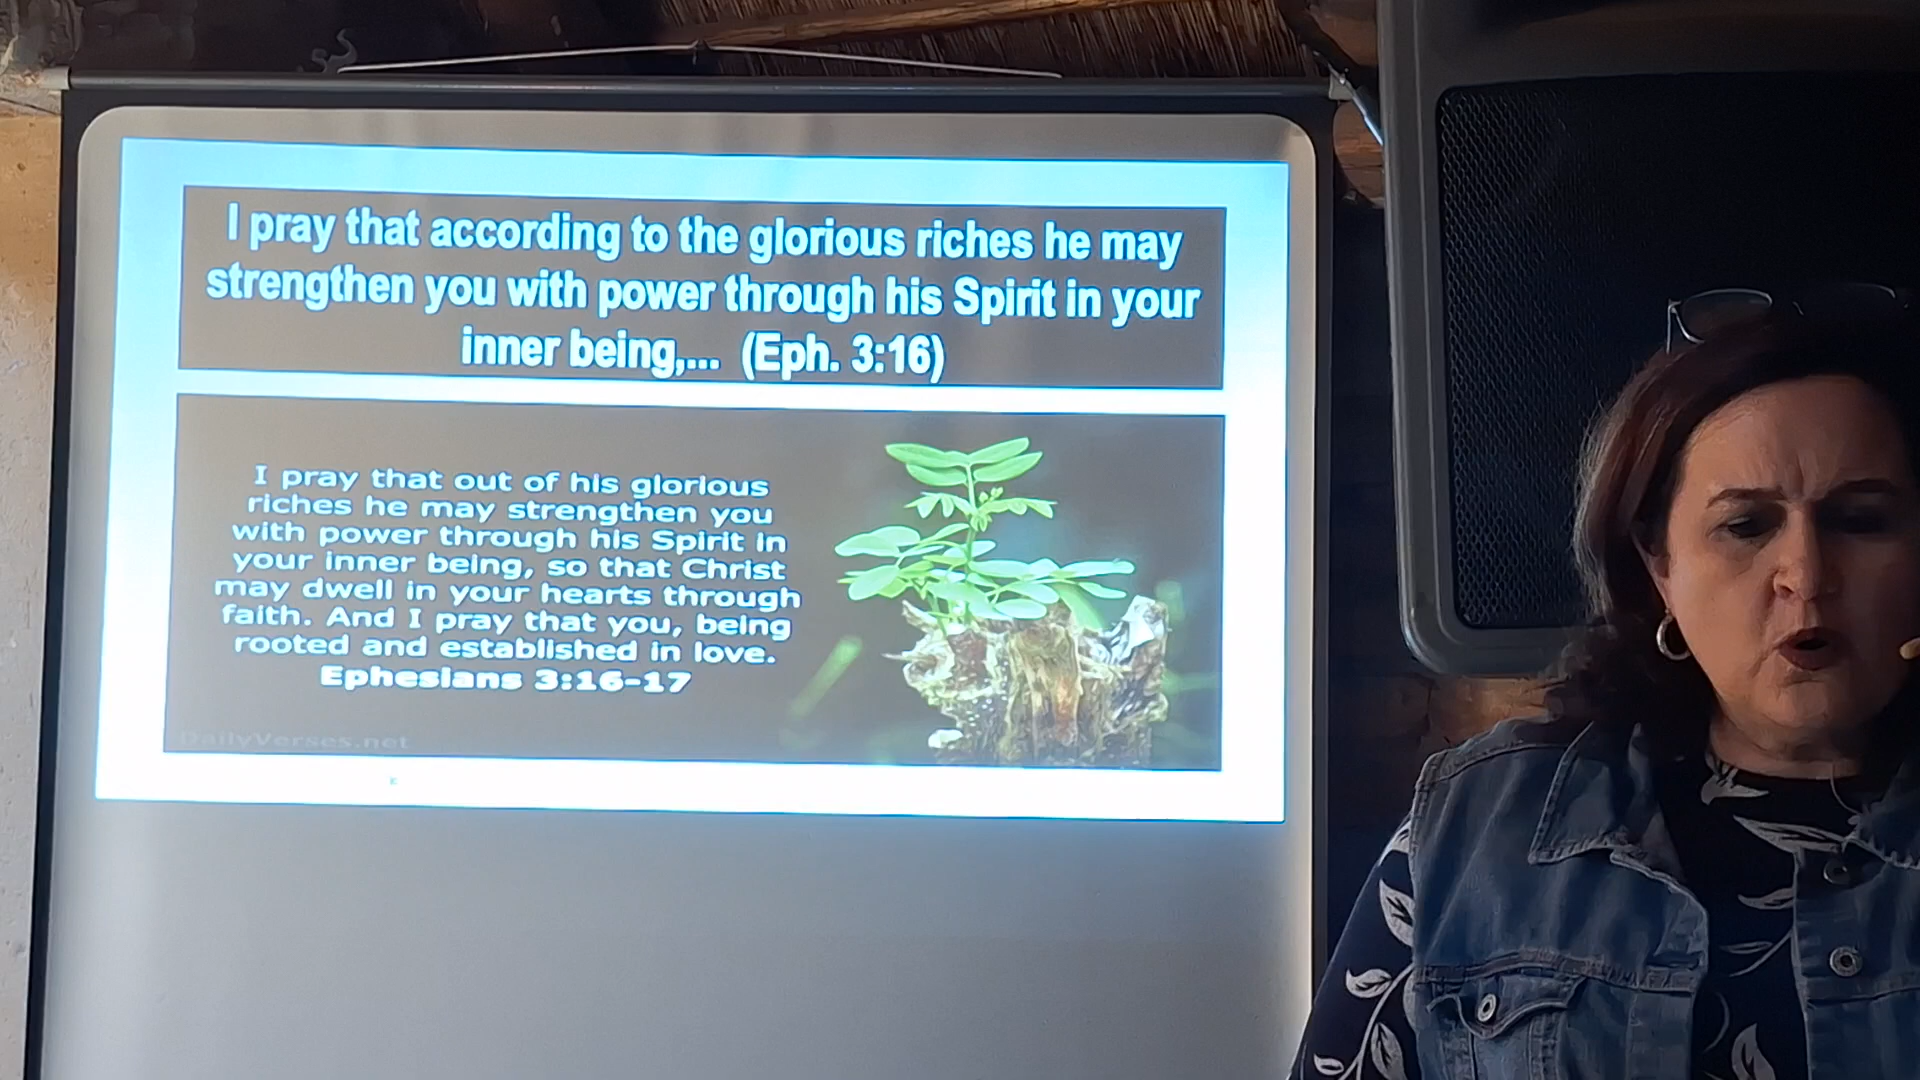 I pray that according to the glorious riches he may
strengthen you with power through his Spirit in your
inner being,... (Eph. 3:16)
I pray that out of his glorious
riches he may strengthen you
with power through his Spirit in
your inner being, so that Christ
may dwell in your hearts through
faith. And I pray that you, being
rooted and established in love.
Ephesians 3:16-17
DailyVerses.net